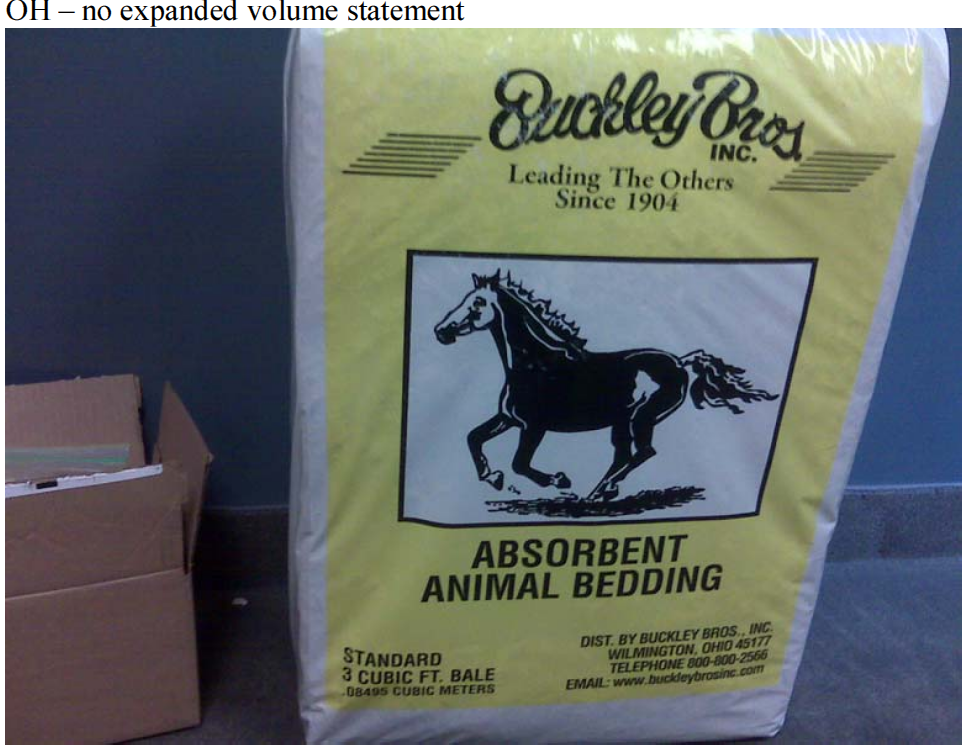 OH – no expanded volume statement
Buckley Bros.
INC.
Leading The Others
Since 1904
ABSORBENT
ANIMAL BEDDING
STANDARD
3 CUBIC FT. BALE
.08495 CUBIC METERS
DIST. BY BUCKLEY BROS., INC.
WILMINGTON, OHIO 45177
TELEPHONE 800-800-2566
EMAIL: www.buckleybrosinc.com